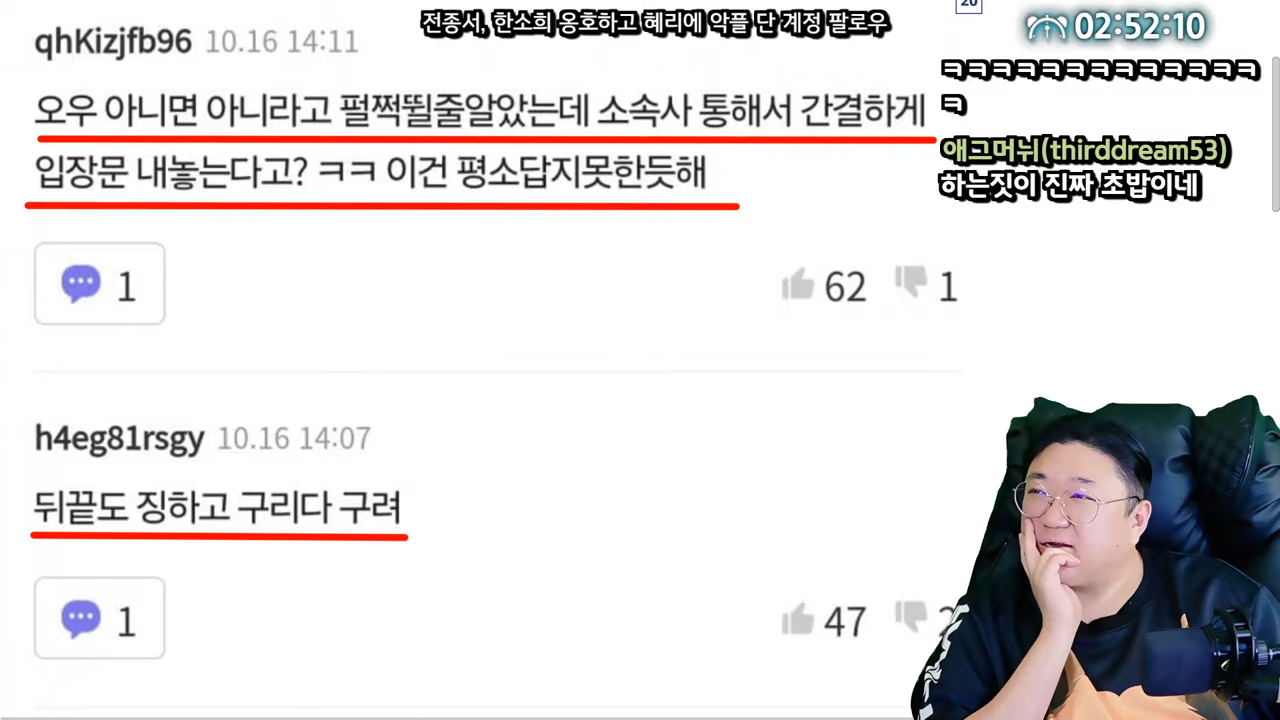 전종서, 한소희 옹호하고 혜리에 악플 단 계정 팔로우
20
02:52:10
qhKizjfb96 10.16 14:11
오우 아니면 아니라고 펄쩍뛸줄알았는데 소속사 통해서 간결하게
입장문 내놓는다고? ㅋㅋ 이건 평소답지못한듯해
1
62
1
h4eg81rsgy 10.16 14:07
뒤끝도 징하고 구리다 구려
1
47
ㅋㅋㅋㅋㅋㅋㅋㅋㅋㅋㅋㅋㅋ
ㅋ
애그머뉘(thirddream53)
하는짓이 진짜 초밥이네